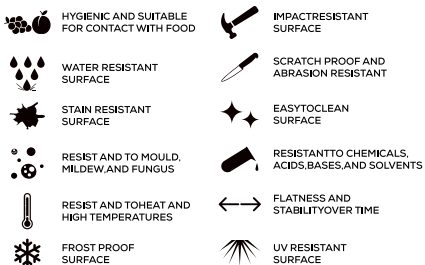 HYGIENIC AND SUITABLE
FOR CONTACT WITH FOOD
WATER RESISTANT
SURFACE
STAIN RESISTANT
SURFACE
RESIST AND TO MOULD,
MILDEW,AND FUNGUS
RESIST AND TOHEAT AND
HIGH TEMPERATURES
FROST PROOF
SURFACE
IMPACTRESISTANT
SURFACE
SCRATCH PROOF AND
ABRASION RESISTANT
EASYTOCLEAN
SURFACE
RESISTANTTO CHEMICALS,
ACIDS,BASES,AND SOLVENTS
FLATNESS AND
STABILITYOVER TIME
UV RESISTANT
SURFACE